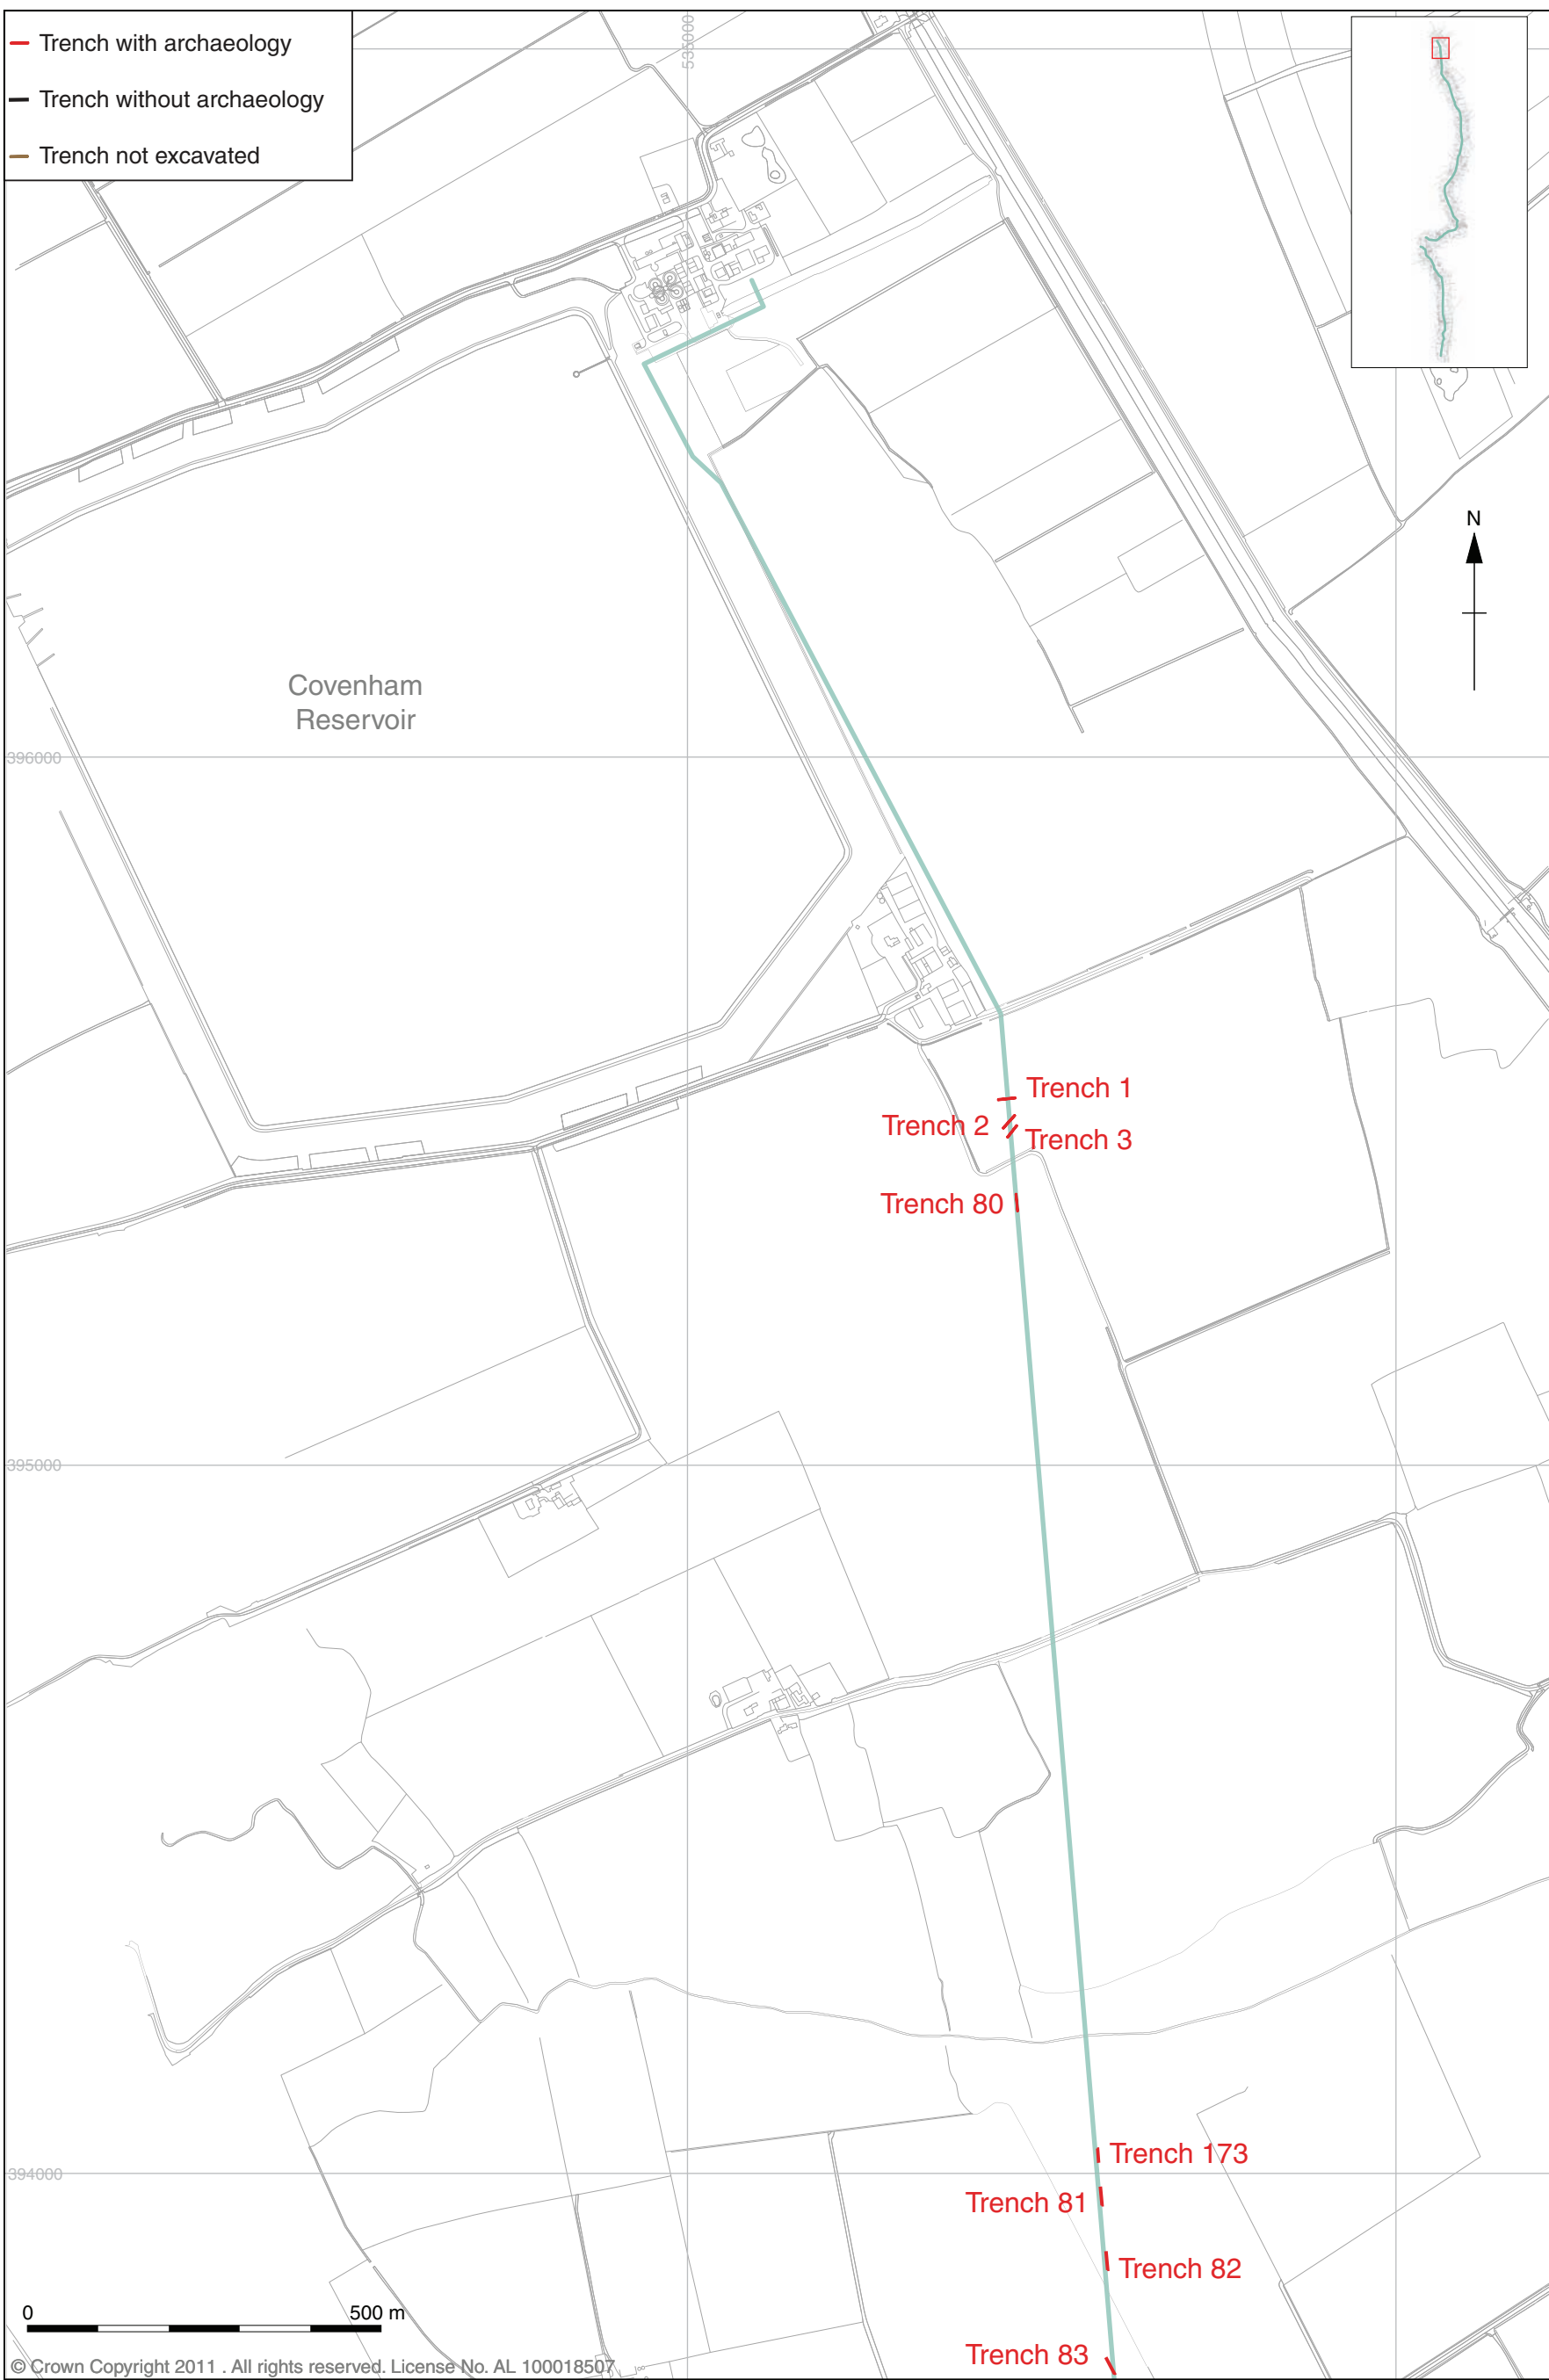 Trench with archaeology
Trench without archaeology
Trench not excavated
535000
N
Covenham
Reservoir
396000
Trench 1
Trench 2
Trench 3
Trench 80
395000
Trench 173
394000
Trench 81
Trench 82
0 500 m
Trench 83
© Crown Copyright 2011 . All rights reserved. License No. AL 100018507